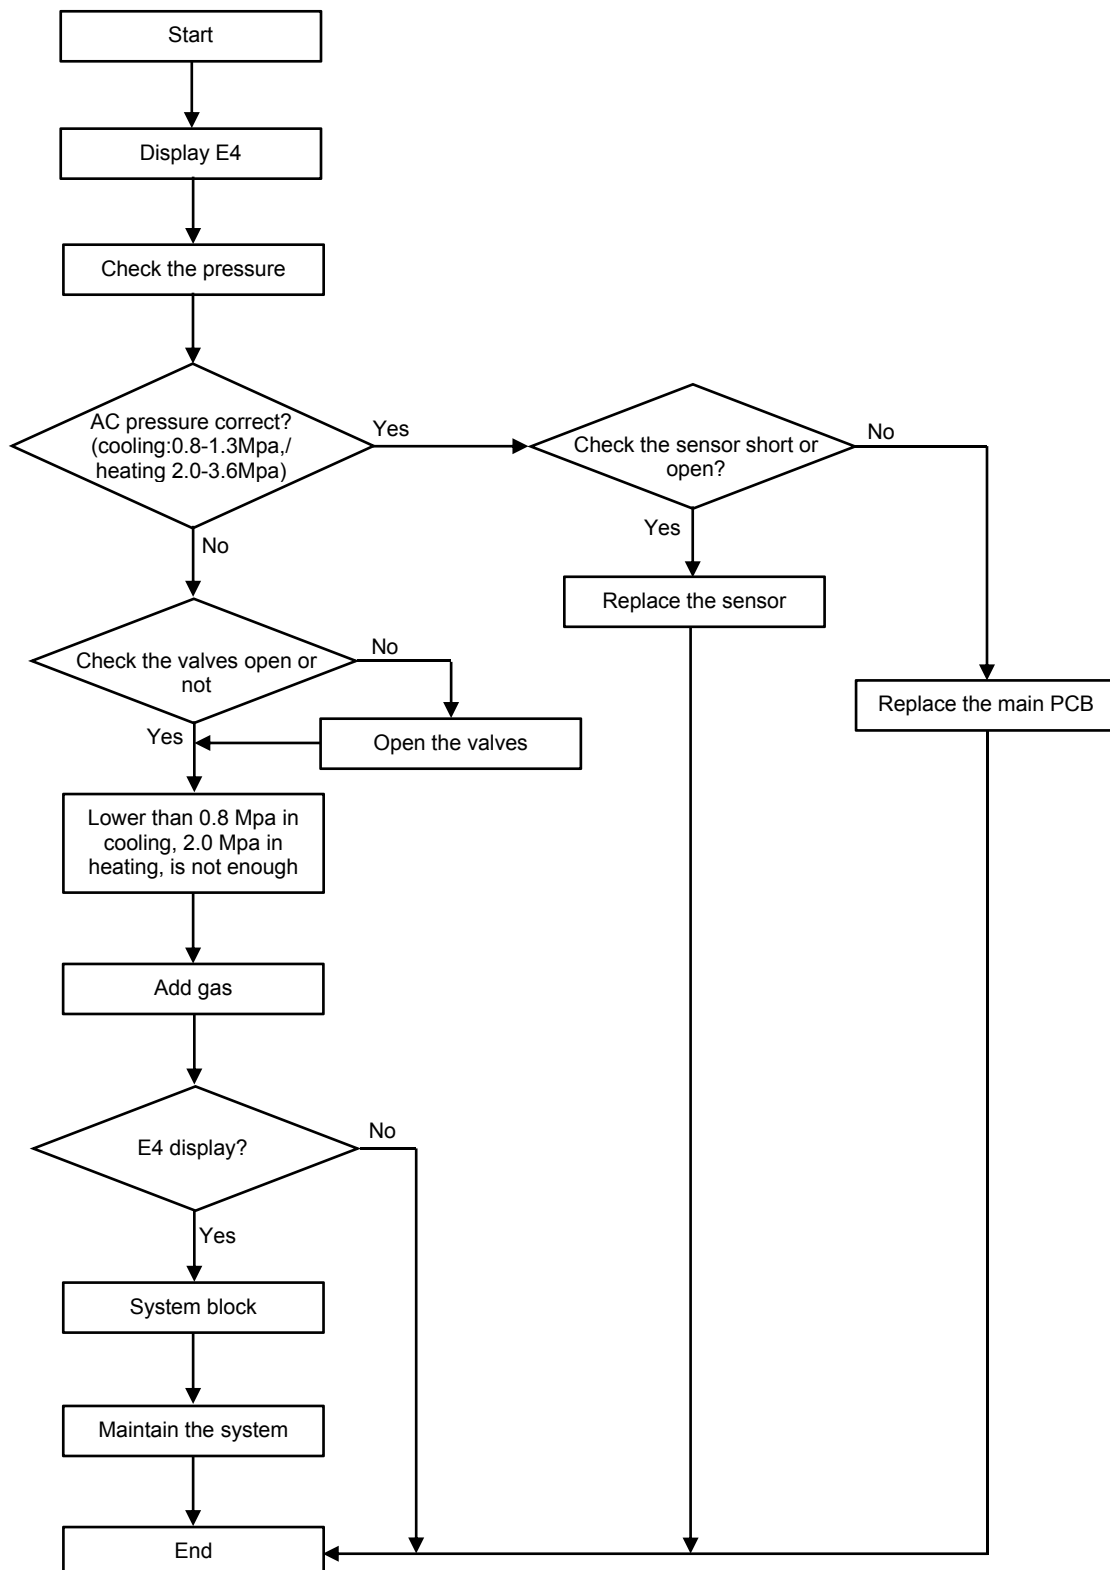 Start
Display E4
Check the pressure
AC pressure correct?
(cooling:0.8-1.3Mpa,/
heating 2.0-3.6Mpa)
Yes
Check the sensor short or
open?
No
No
Yes
Replace the sensor
Check the valves open or
not
No
Replace the main PCB
Yes
Open the valves
Lower than 0.8 Mpa in
cooling, 2.0 Mpa in
heating, is not enough
Add gas
E4 display?
No
Yes
System block
Maintain the system
End